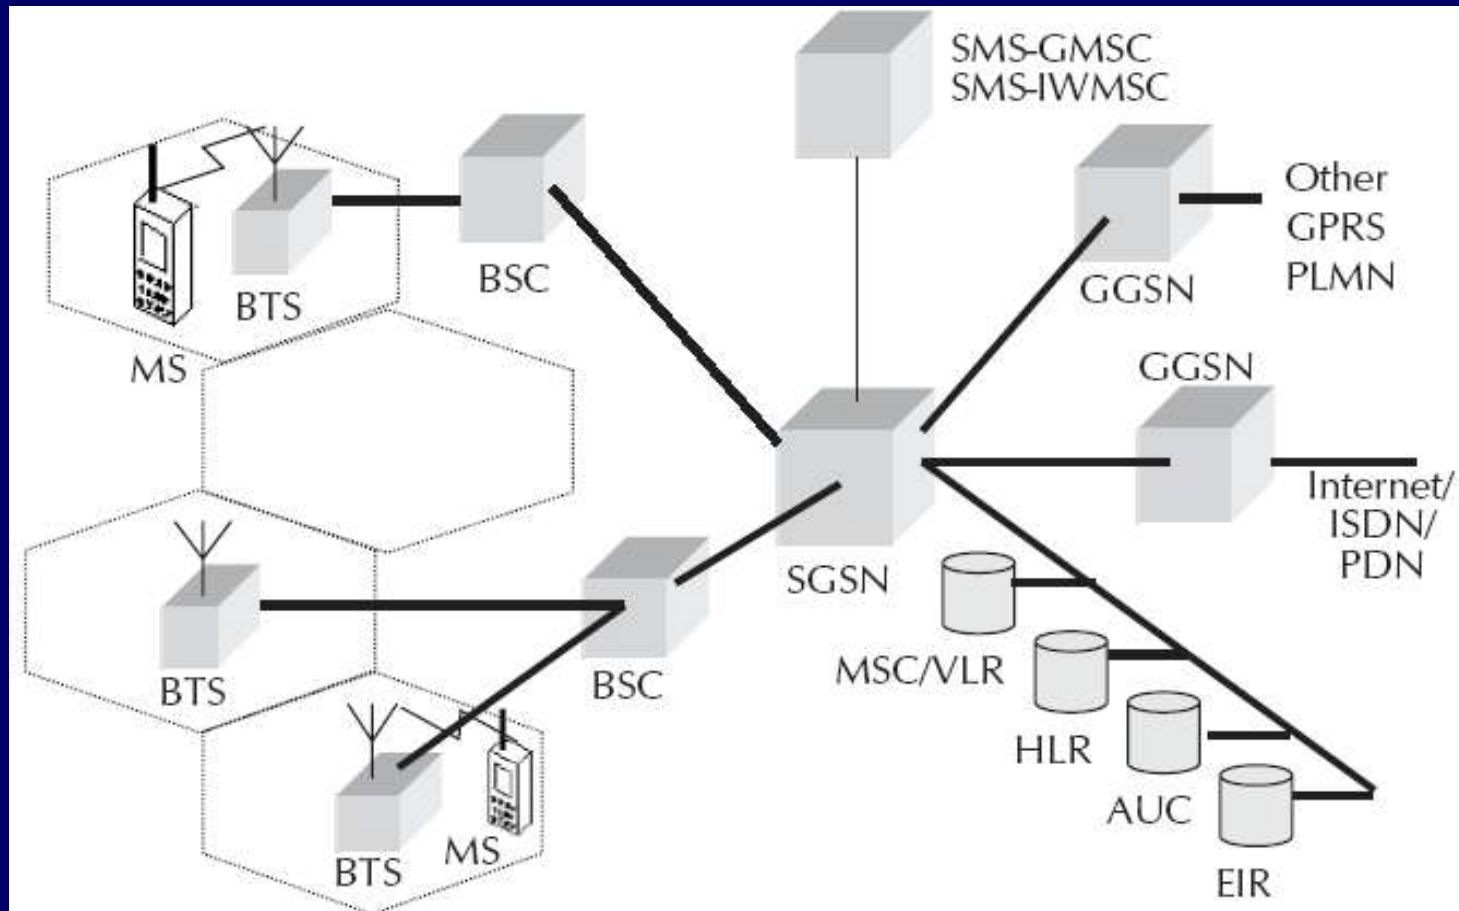 SMS-GMSC
SMS-IWMSC
Other
GPRS
PLMN
BSC
GGSN
BTS
MS
GGSN
Internet/
ISDN/
PDN
SGSN
MSC/VLR
BTS
BSC
HLR
AUC
BTS
MS
EIR